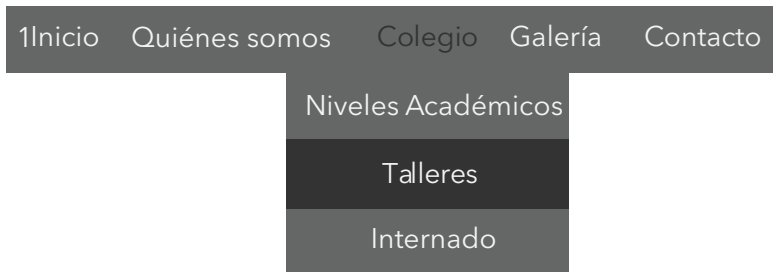 1Inicio Quiénes somos Colegio Galería Contacto
Niveles Académicos
Talleres
Internado